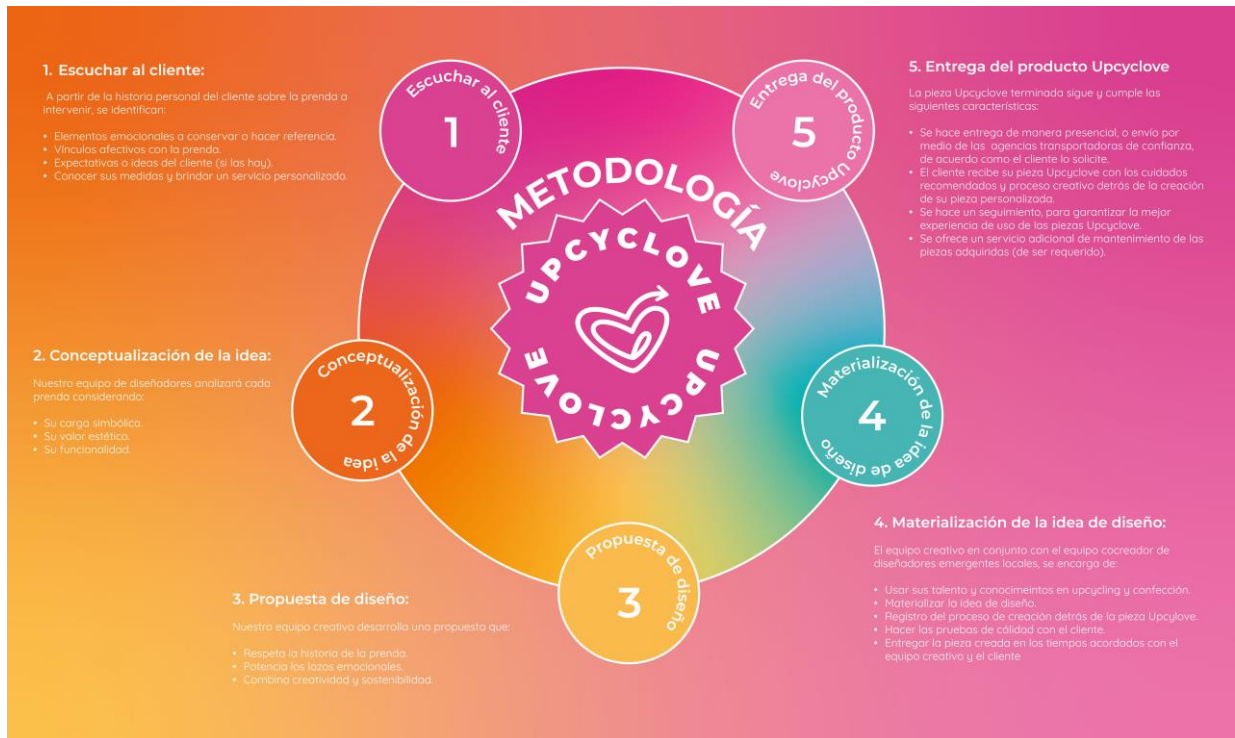 1. Escuchar al cliente:
A partir de la historia personal del cliente sobre la prenda a
intervenir, se identifican:
• Elementos emocionales a conservar o hacer referencia.
• Vínculos afectivos con la prenda.
• Expectativas o ideas del cliente (si las hay).
• Conocer sus medidas y brindar un servicio personalizado.
2. Conceptualización de la idea:
Nuestro equipo de diseñadores analizará cada
prenda considerando:
• Su carga simbólica.
• Su valor estético.
• Su funcionalidad.
3. Propuesta de diseño:
Nuestro equipo creativo desarrolla una propuesta que:
• Respeta la historia de la prenda.
• Potencia los lazos emocionales.
• Combina creatividad y sostenibilidad.
Escuchar al cliente
1
Conceptualización de la idea
2
Propuesta de diseño
3
Materialización de la idea de diseño
4
Entrega del producto Upcyclove
5
METODOLOGÍA
UPCYCLOVE
UPCYCLOVE
5. Entrega del producto Upcyclove
La pieza Upcyclove terminada sigue y cumple las
siguientes características:
• Se hace entrega de manera presencial, o envío por
medio de las agencias transportadoras de confianza,
de acuerdo como el cliente lo solicite.
• El cliente recibe su pieza Upcyclove con los cuidados
recomendados y proceso creativo detrás de la creación
de su pieza personalizada.
• Se hace un seguimiento, para garantizar la mejor
experiencia de uso de las piezas Upcyclove.
• Se ofrece un servicio adicional de mantenimiento de las
piezas adquiridas (de ser requerido).
4. Materialización de la idea de diseño:
El equipo creativo en conjunto con el equipo cocreador de
diseñadores emergentes locales, se encarga de:
• Usar sus talento y conocimeintos en upcycling y confección.
• Materializar la idea de diseño.
• Registro del proceso de creación detrás de la pieza Upcylove.
• Hacer las pruebas de cálidad con el cliente.
• Entregar la pieza creada en los tiempos acordados con el
equipo creativo y el cliente